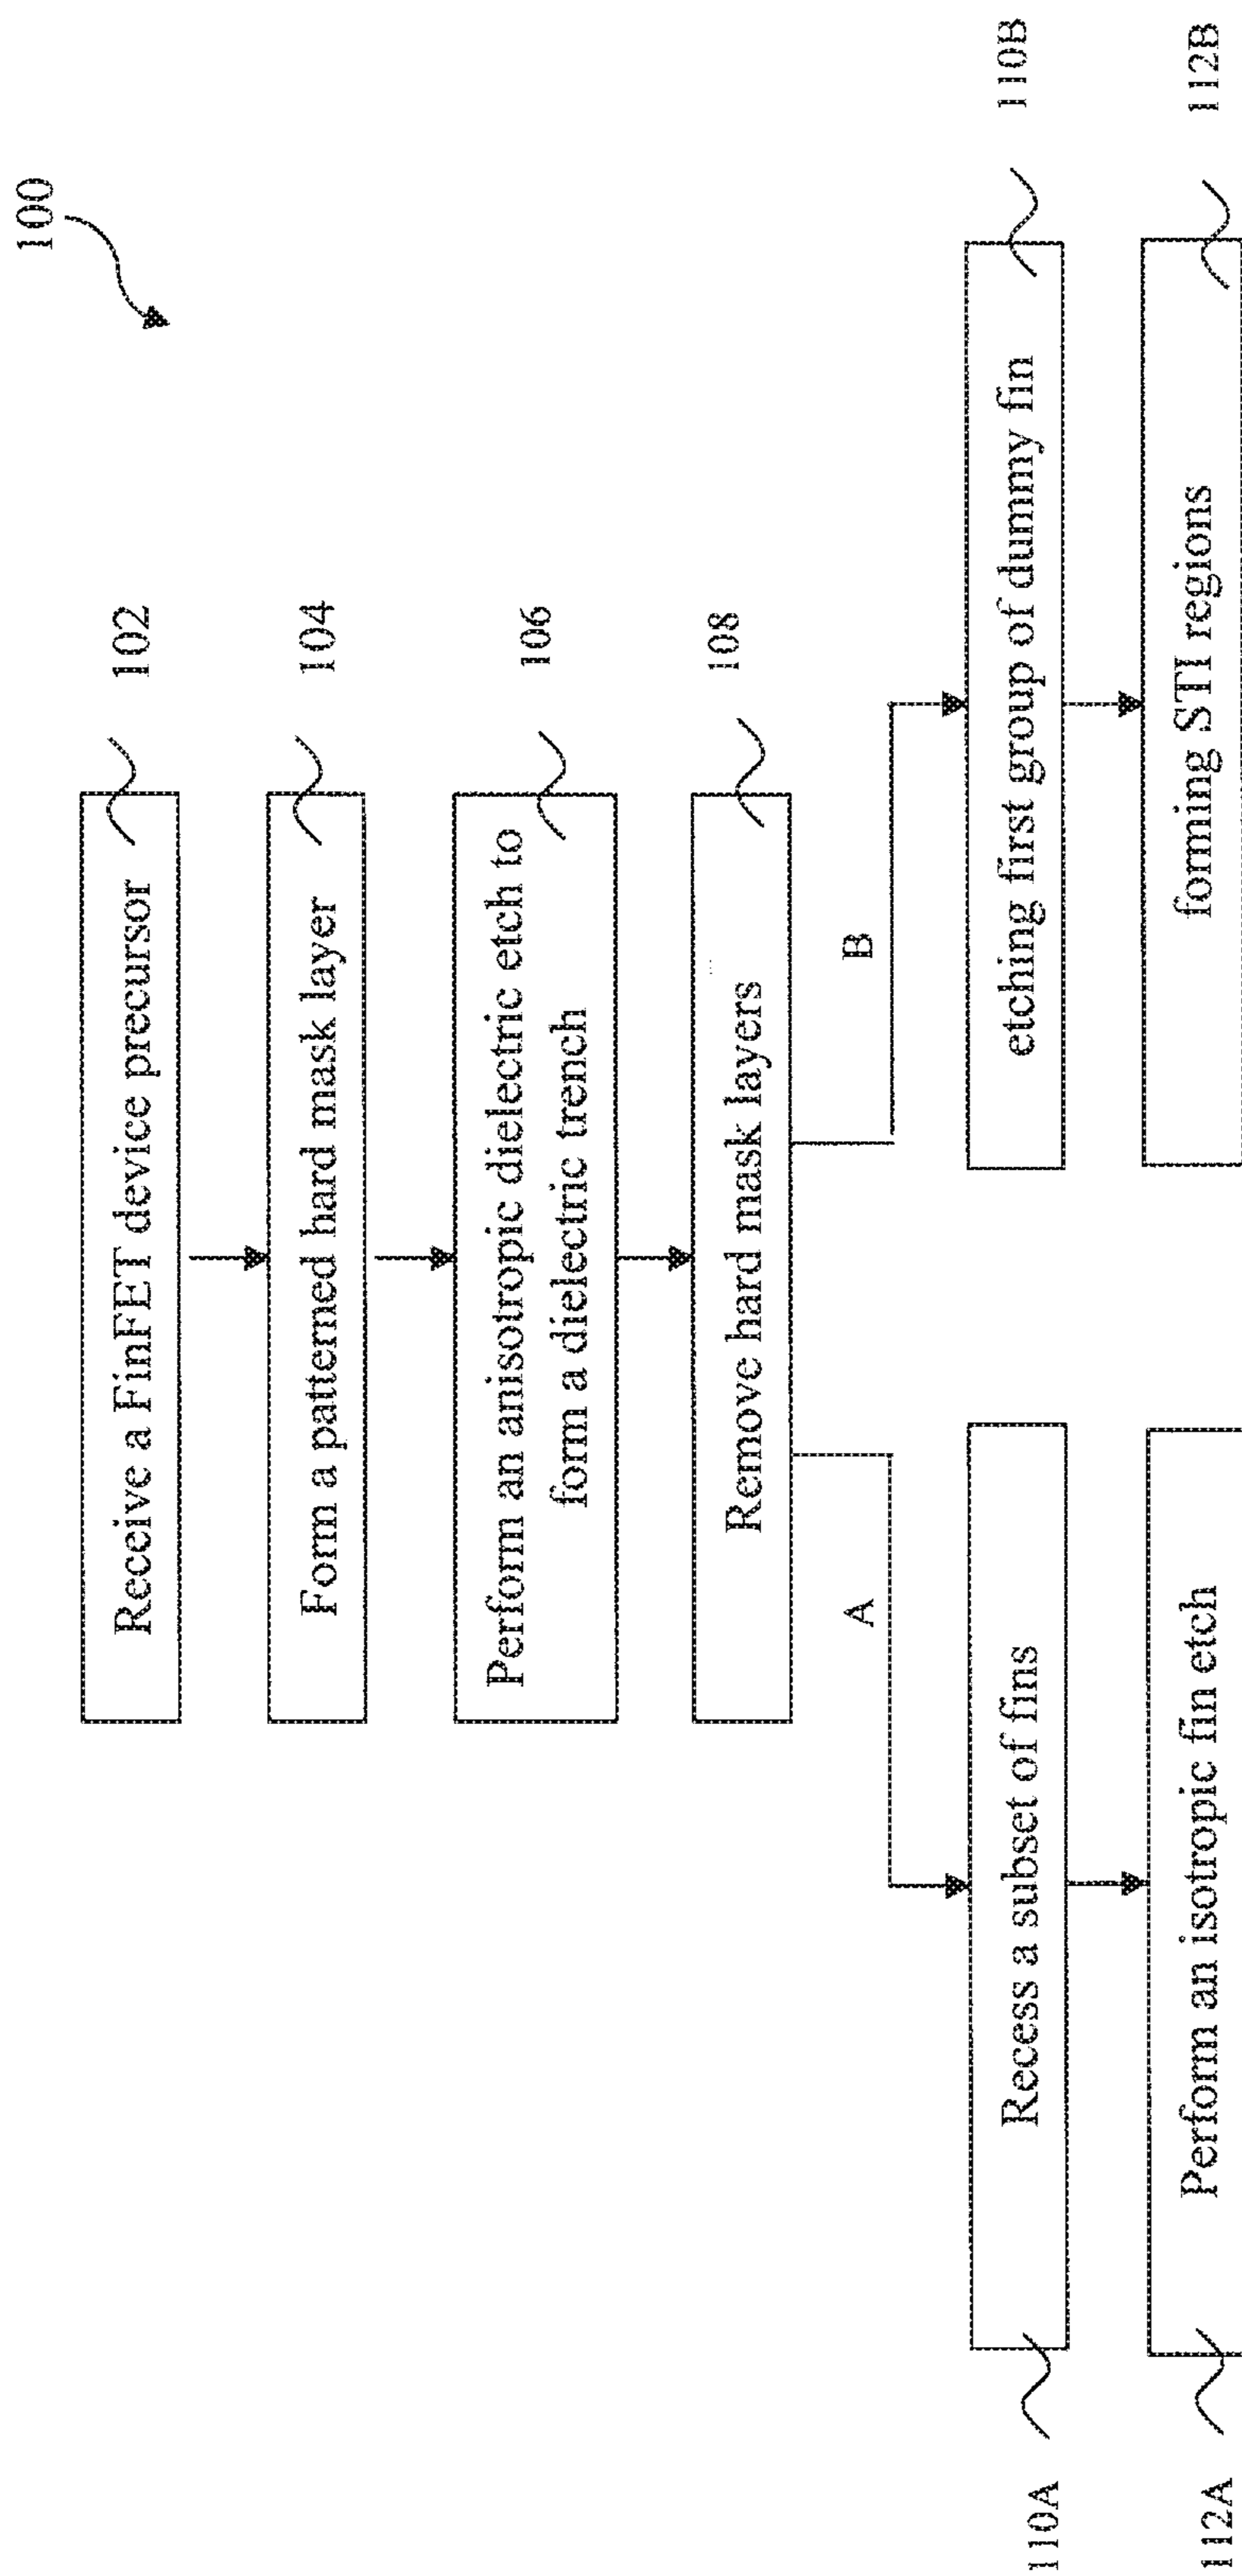 100
Receive a FinFET device precursor
102
Form a patterned hard mask layer
104
Perform an anisotropic dielectric etch to
form a dielectric trench
106
Remove hard mask layers
108
A
B
110A
Recess a subset of fins
etching first group of dummy fin
110B
112A
Perform an isotropic fin etch
forming STI regions
112B